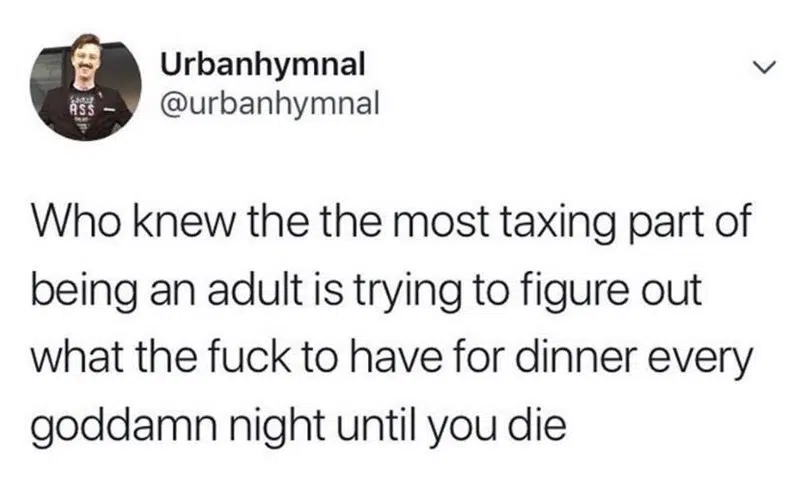 Urbanhymnal
@urbanhymnal
ASS
Who knew the the most taxing part of
being an adult is trying to figure out
what the fuck to have for dinner every
goddamn night until you die